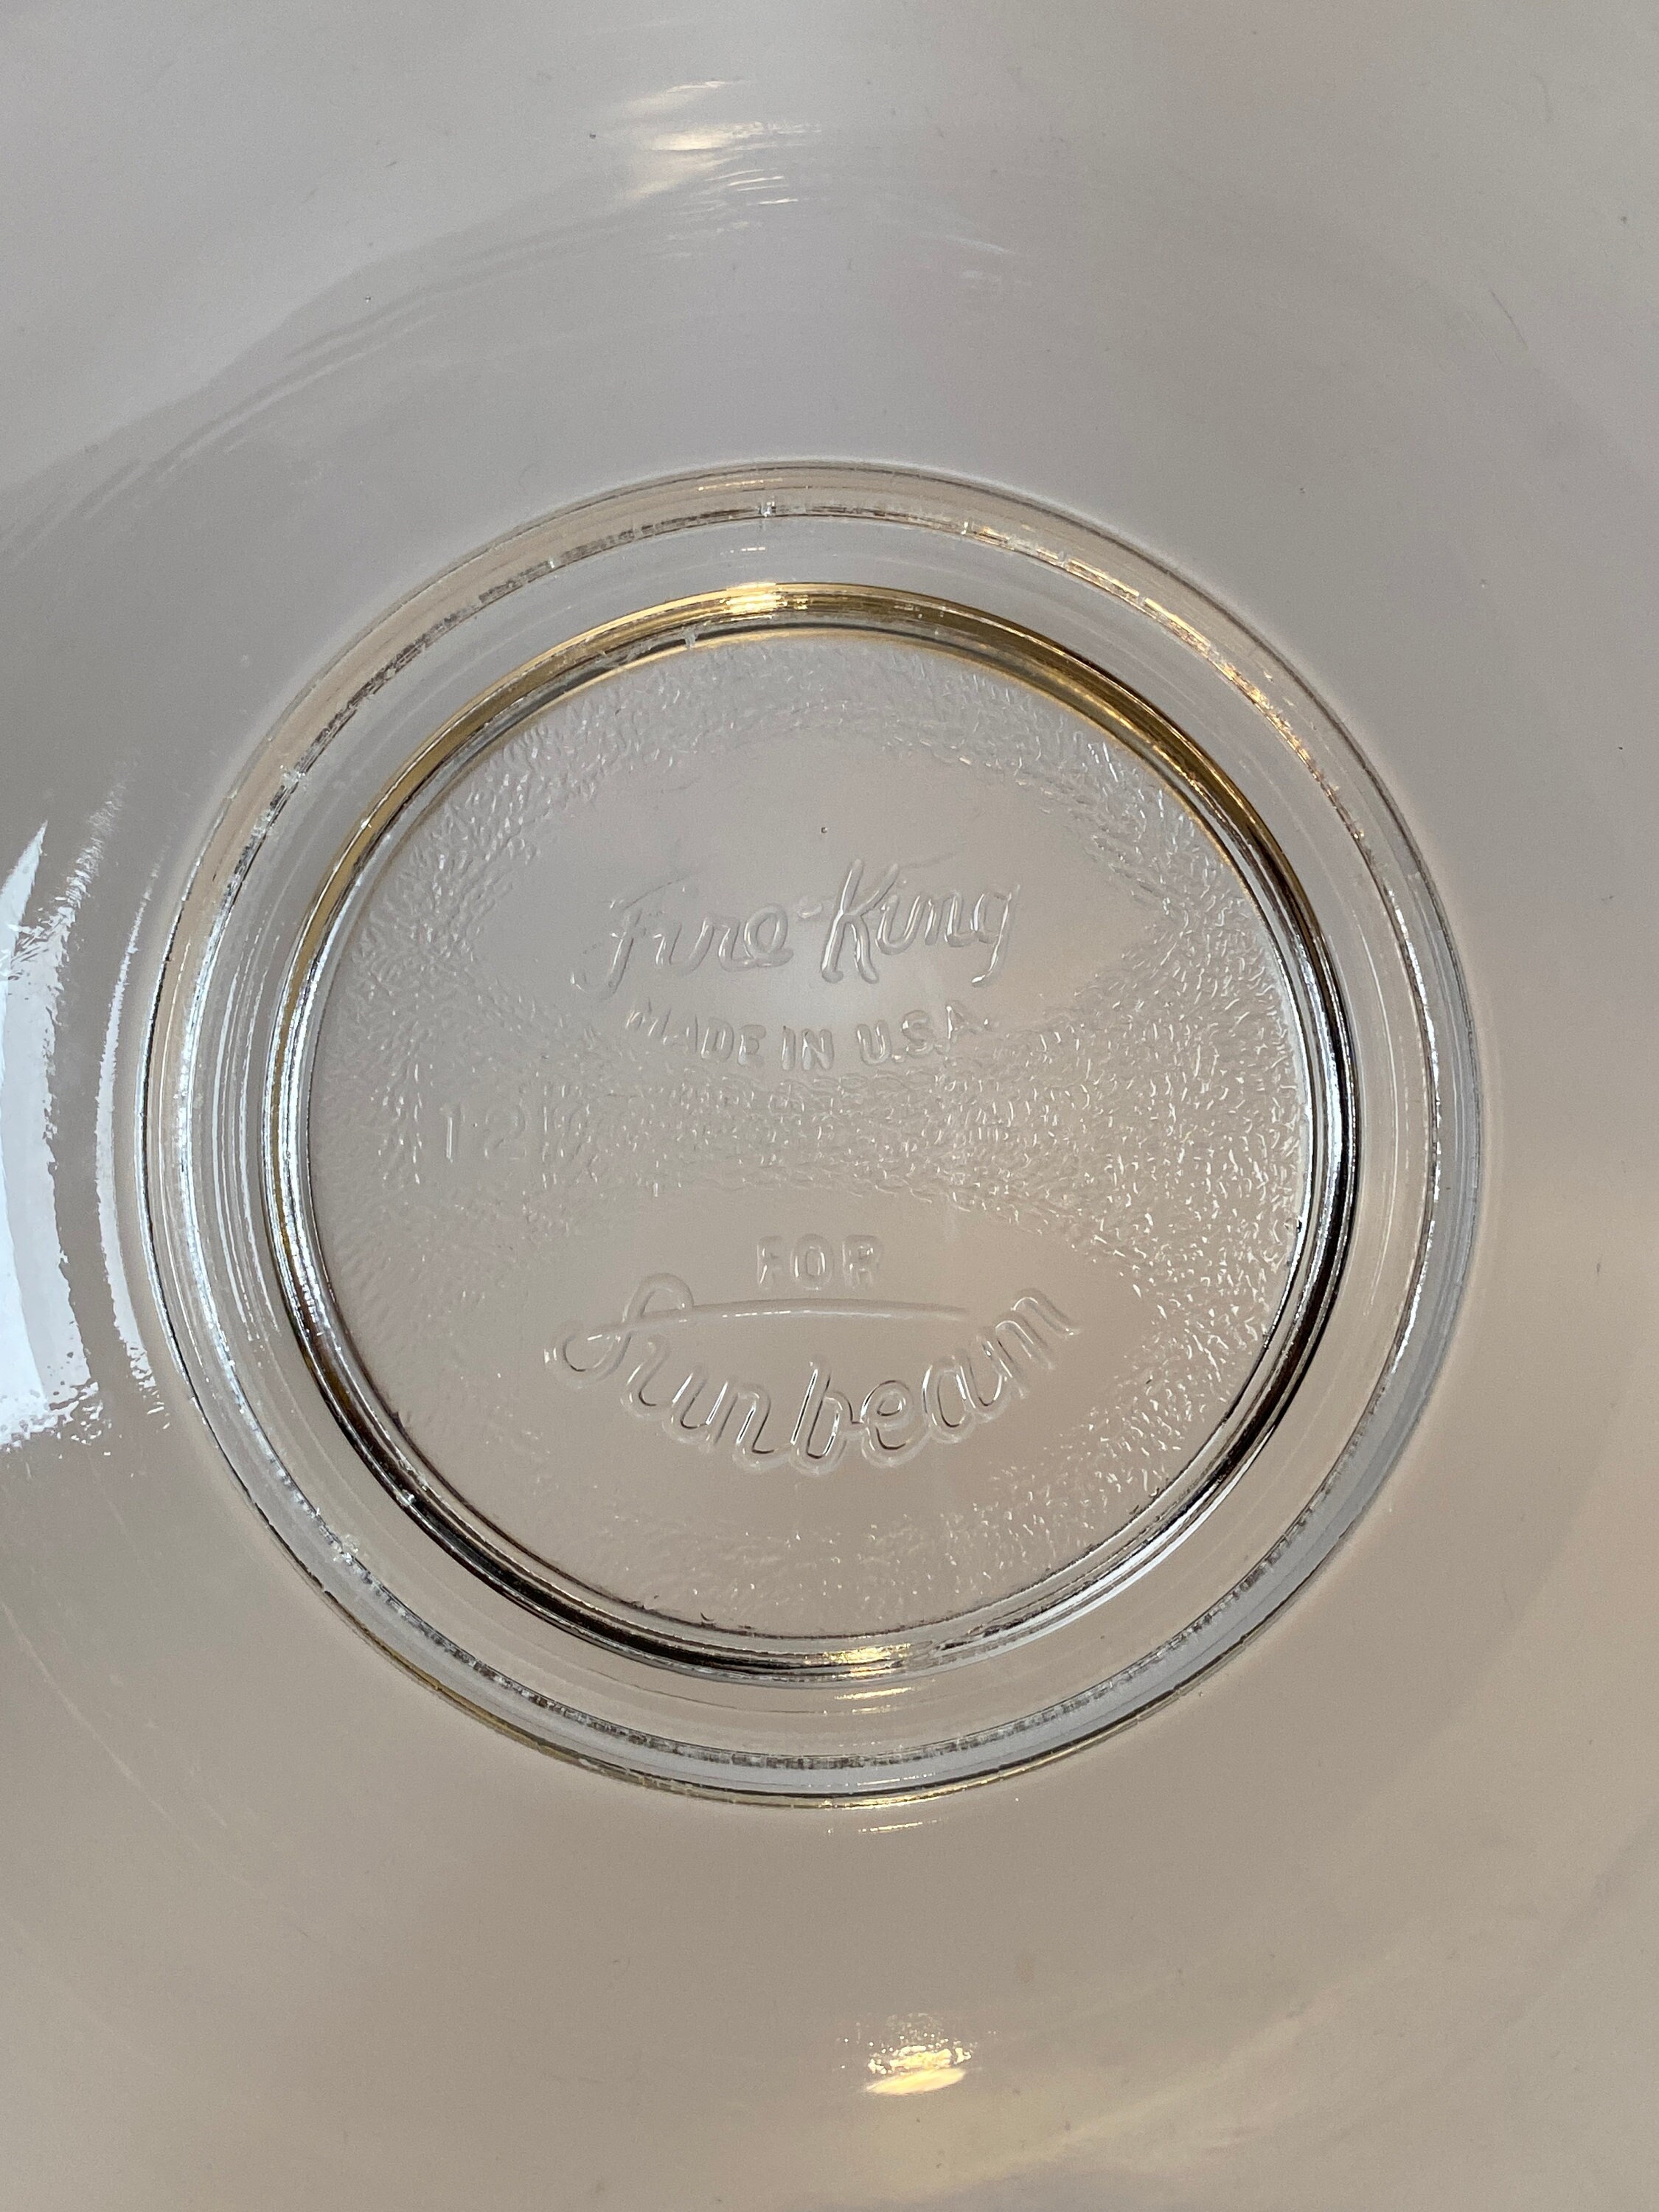 Fire-King
MADE IN U.S.A.
12
FOR
Sunbeam